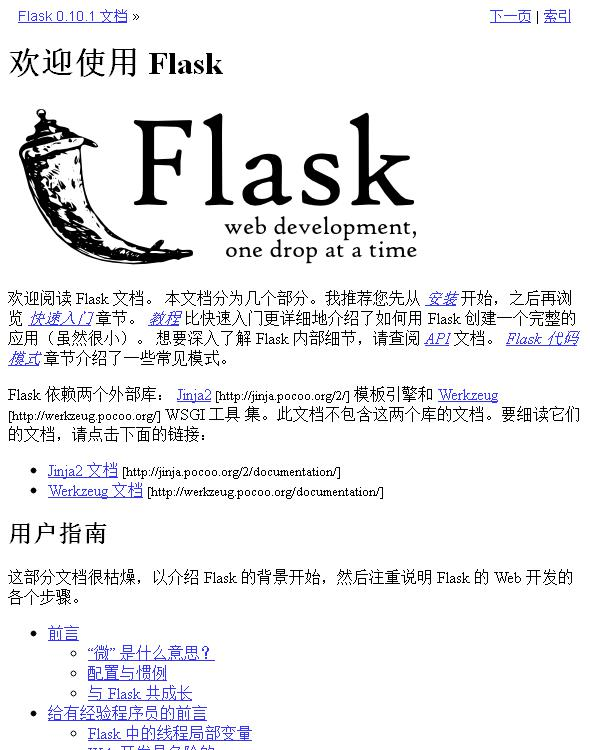 Flask 0.10.1 文档 » 下一页 | 索引
欢迎使用 Flask
Flask
web development,
one drop at a time
欢迎阅读 Flask 文档。 本文档分为几个部分。我推荐您先从 安装 开始，之后再浏
览 快速入门 章节。 教程 比快速入门更详细地介绍了如何用 Flask 创建一个完整的
应用（虽然很小）。 想要深入了解 Flask 内部细节，请查阅 API 文档。 Flask 代码
模式 章节介绍了一些常见模式。
Flask 依赖两个外部库： Jinja2 [http://jinja.pocoo.org/2/] 模板引擎和 Werkzeug
[http://werkzeug.pocoo.org/] WSGI 工具 集。此文档不包含这两个库的文档。要细读它们
的文档，请点击下面的链接：
• Jinja2 文档 [http://jinja.pocoo.org/2/documentation/]
• Werkzeug 文档 [http://werkzeug.pocoo.org/documentation/]
用户指南
这部分文档很枯燥，以介绍 Flask 的背景开始，然后注重说明 Flask 的 Web 开发的
各个步骤。
• 前言
◦ “微” 是什么意思？
◦ 配置与惯例
◦ 与 Flask 共成长
• 给有经验程序员的前言
◦ Flask 中的线程局部变量
◦ Web 开发是危险的